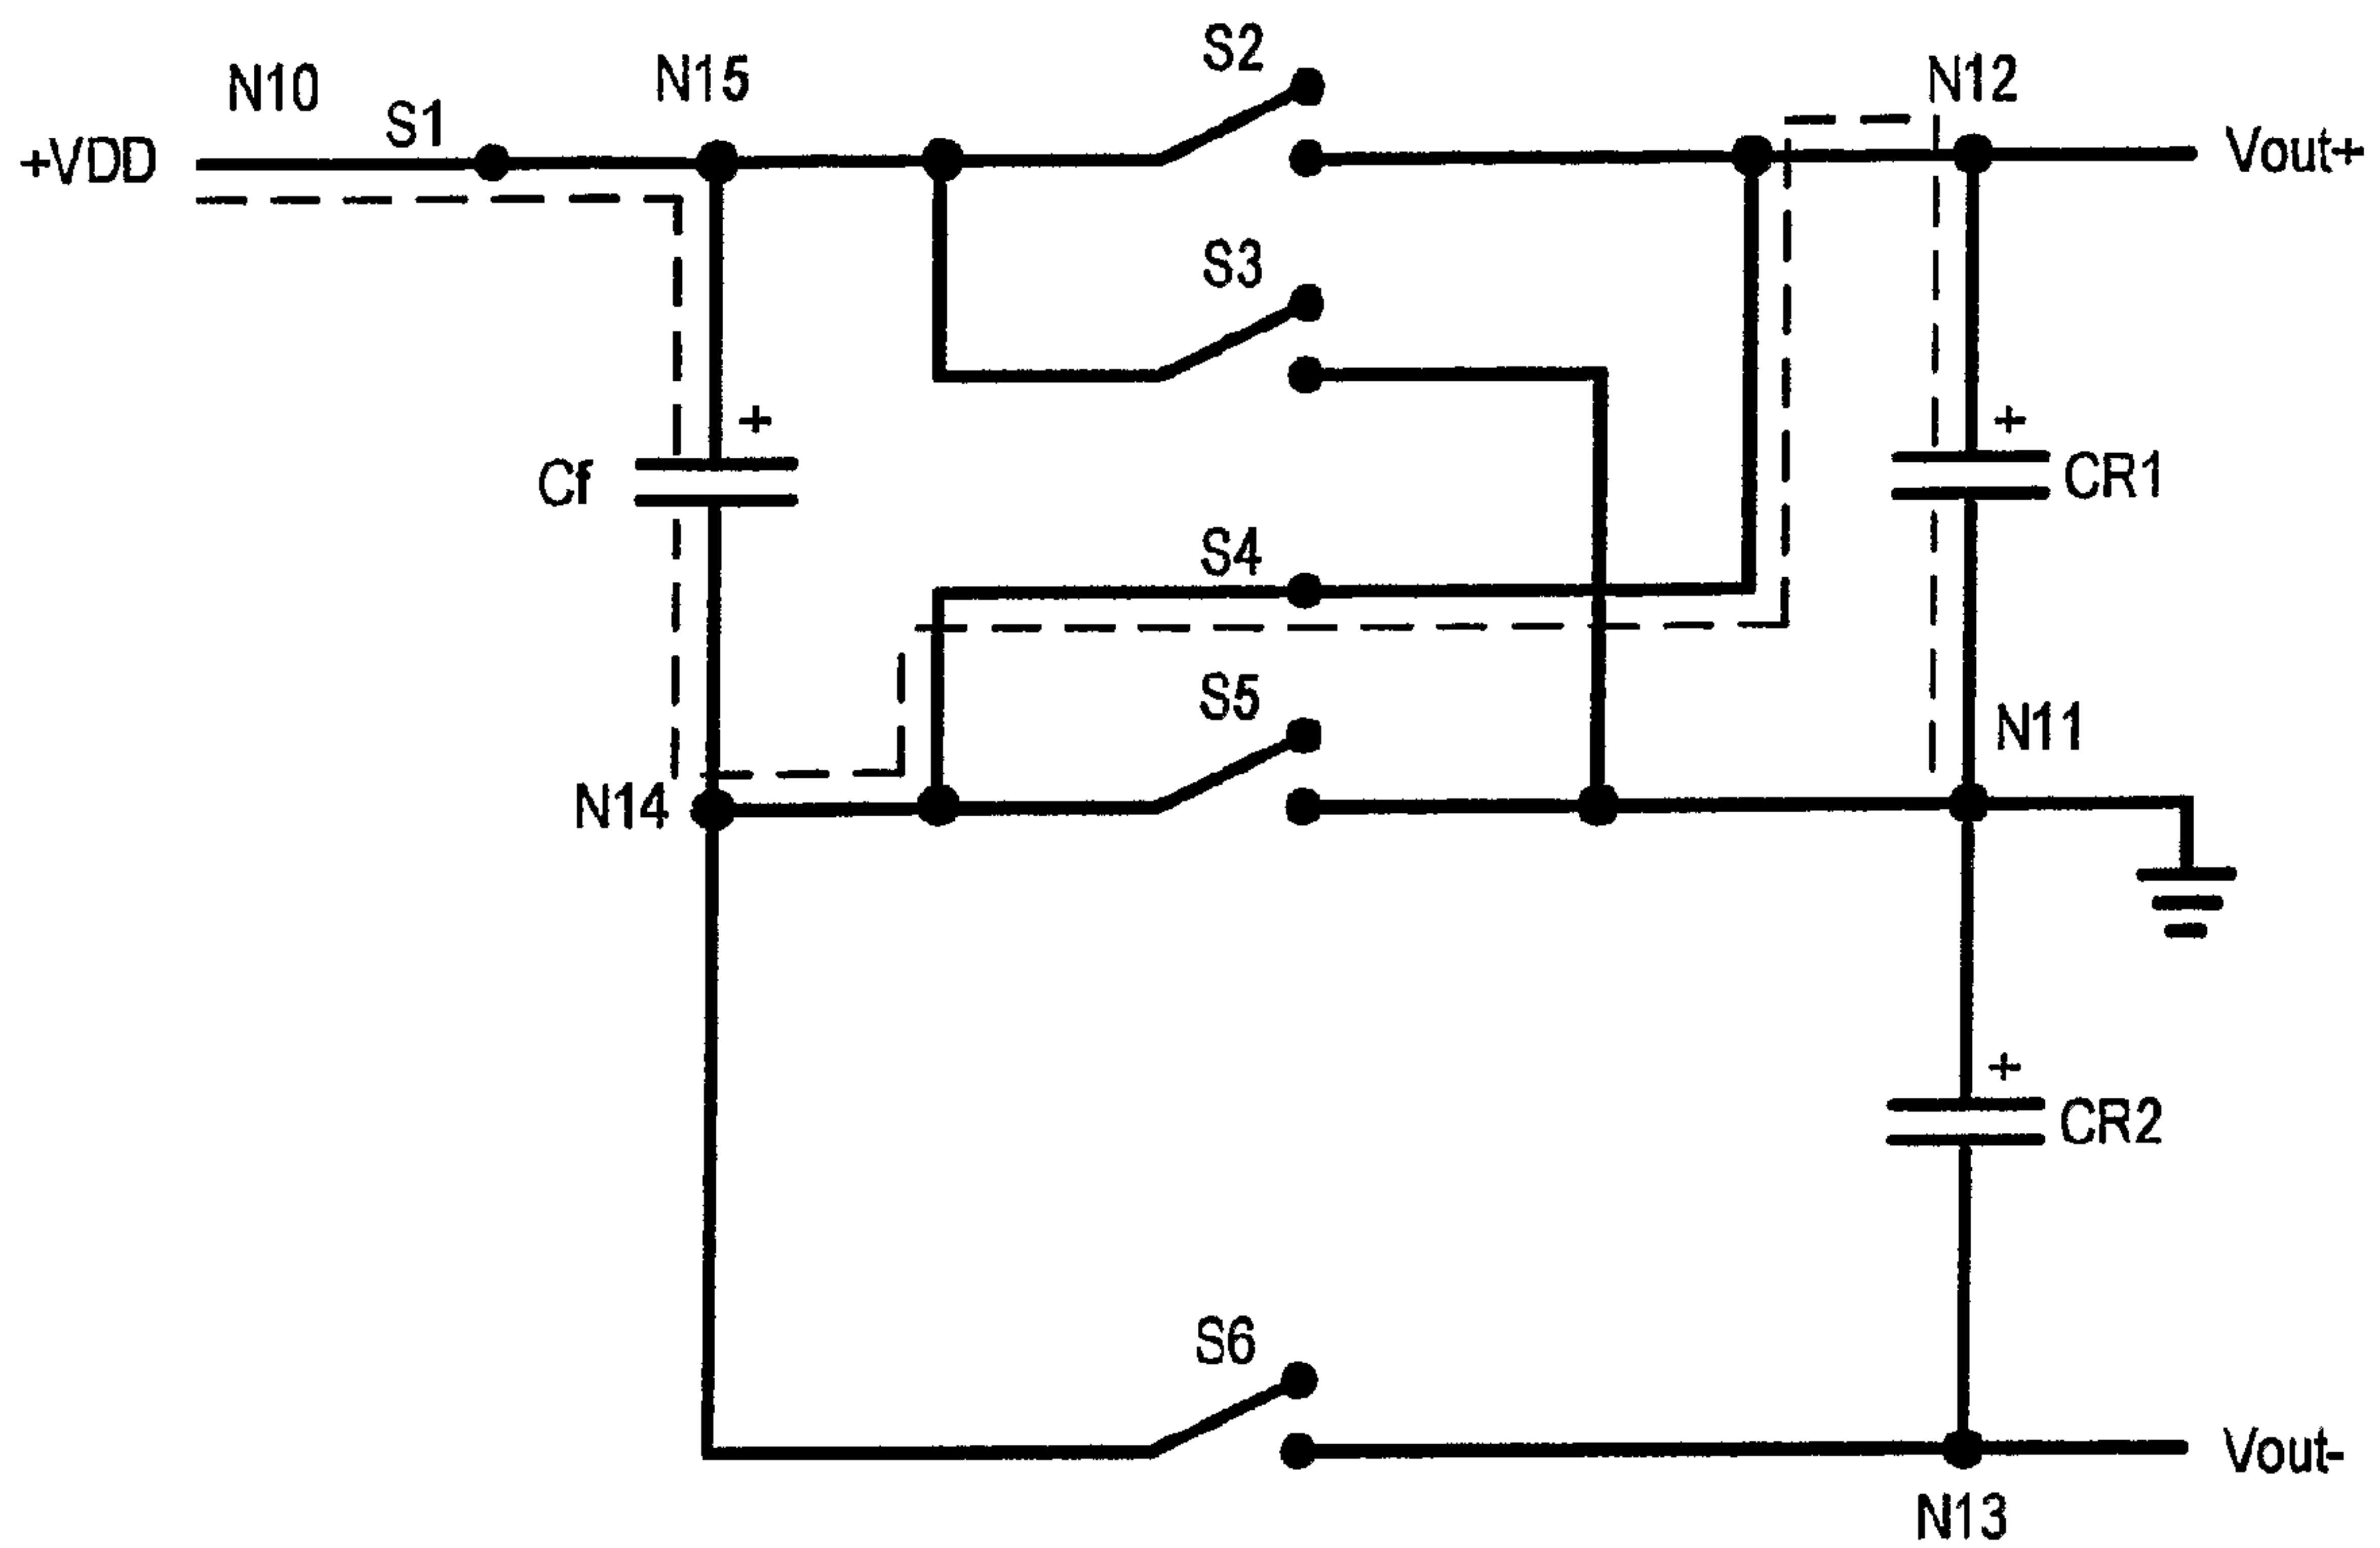 N10
S1
N15
S2
N12
+VDD
Vout+
S3
+
+
Cf
CR1
S4
S5
N11
N14
+
CR2
S6
Vout-
N13